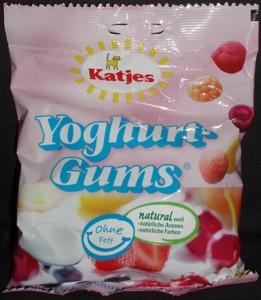 Katjes
Yoghurt-
Gums®
Ohne
Fett
natural, weil
-natürliche Aromen
-natürliche Farben